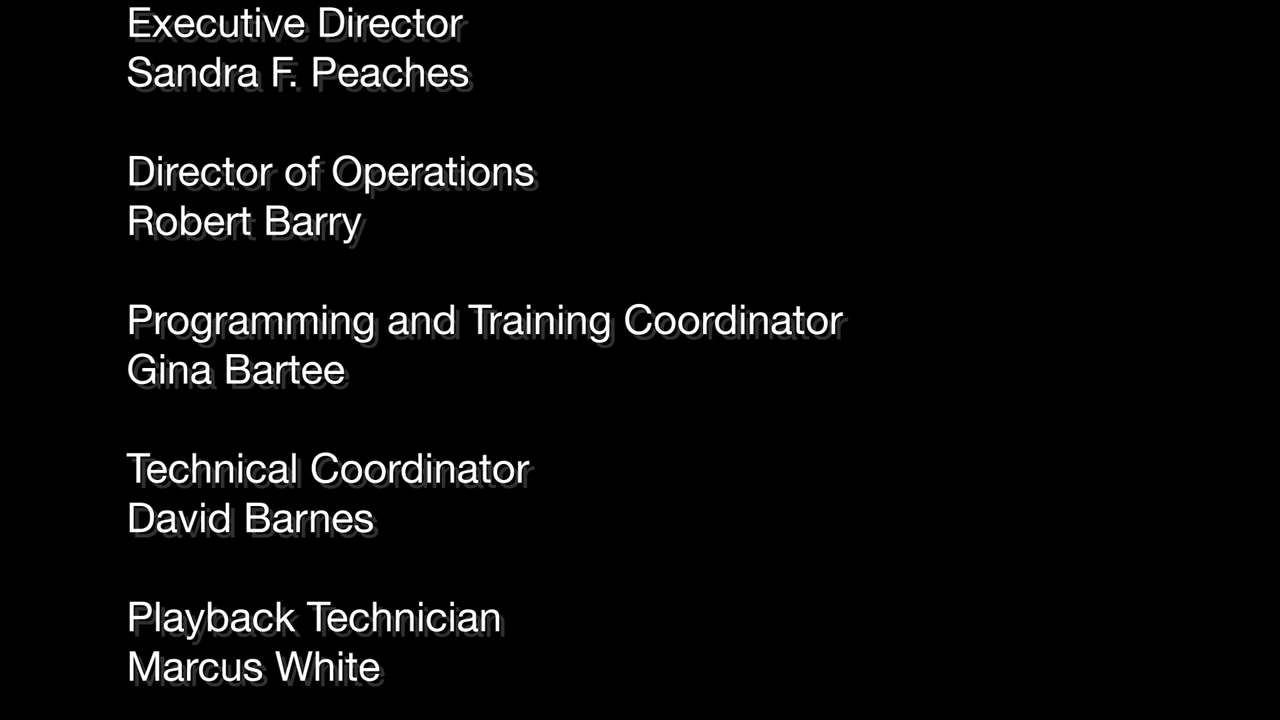 Executive Director
Sandra F. Peaches
Director of Operations
Robert Barry
Programming and Training Coordinator
Gina Bartee
Technical Coordinator
David Barnes
Playback Technician
Marcus White